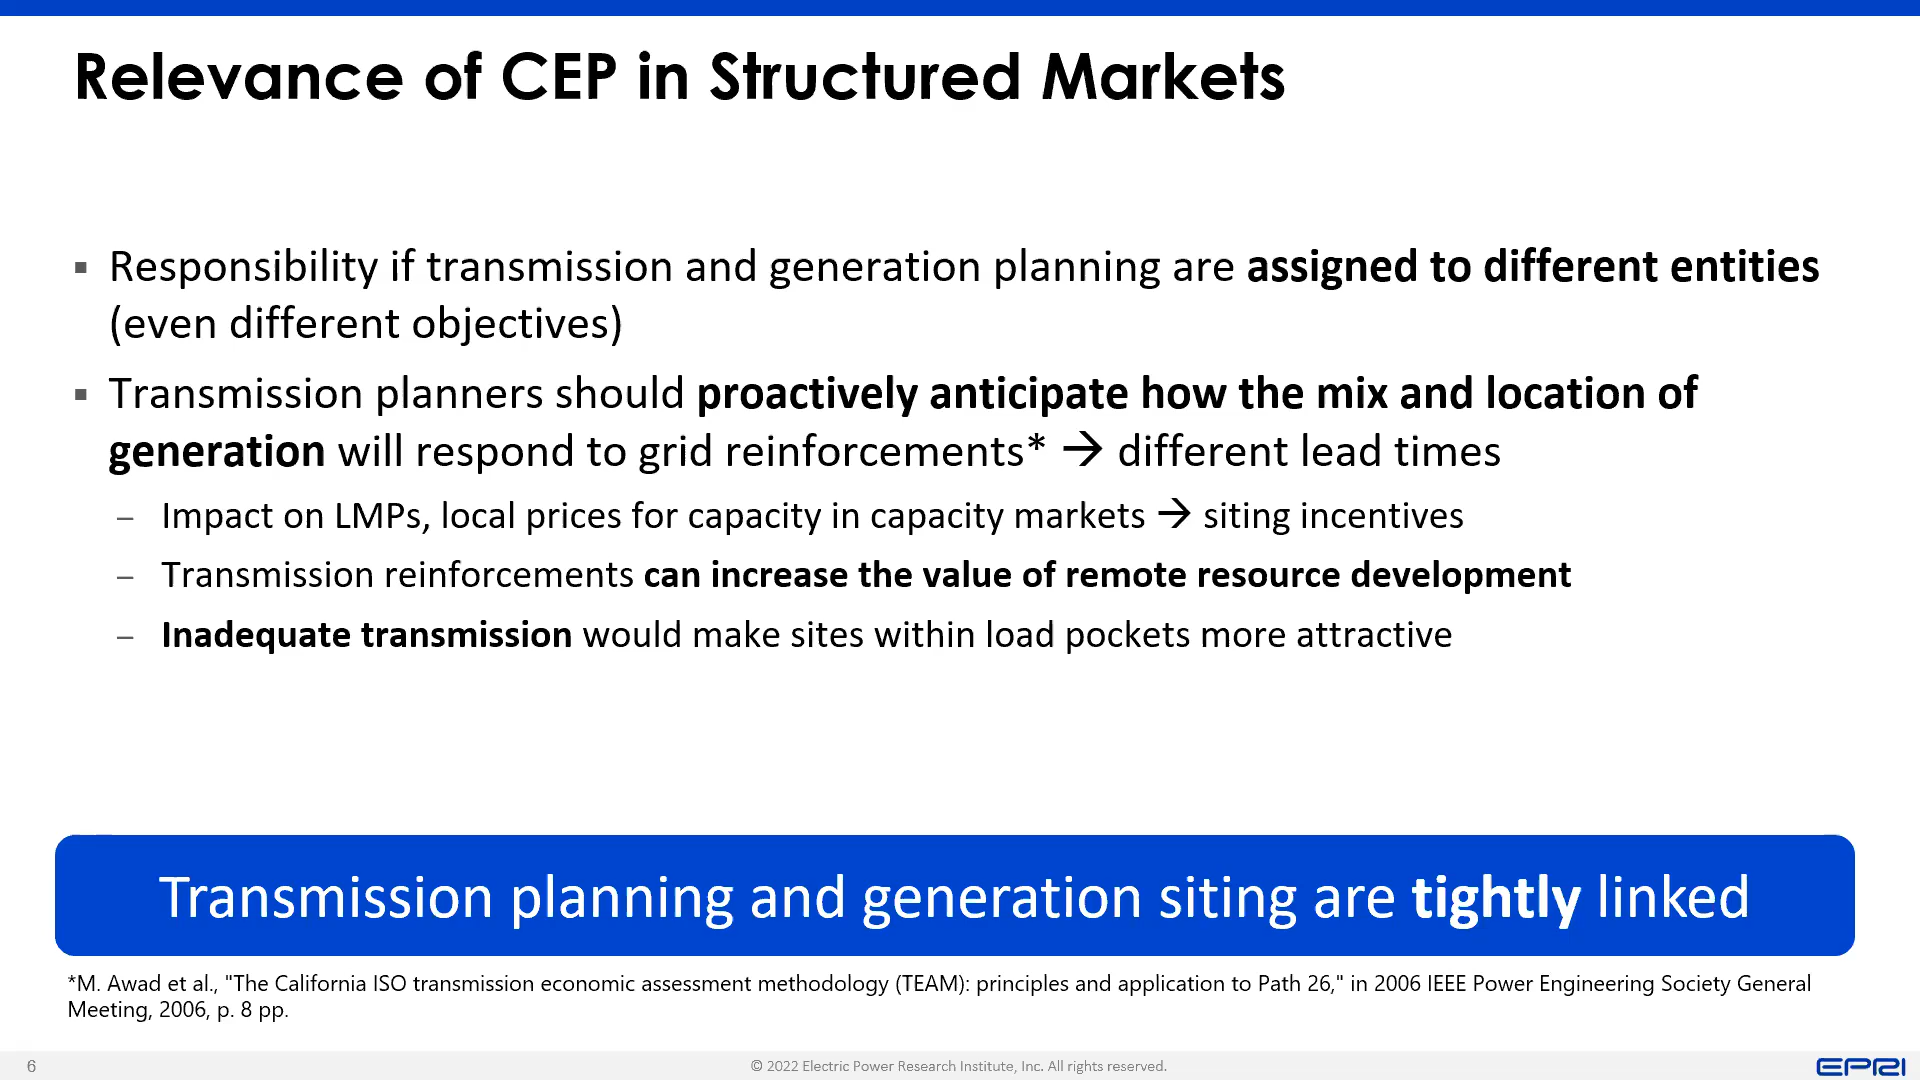 Relevance of CEP in Structured Markets
▪ Responsibility if transmission and generation planning are assigned to different entities
(even different objectives)
▪ Transmission planners should proactively anticipate how the mix and location of
generation will respond to grid reinforcements* → different lead times
– Impact on LMPs, local prices for capacity in capacity markets → siting incentives
– Transmission reinforcements can increase the value of remote resource development
– Inadequate transmission would make sites within load pockets more attractive
Transmission planning and generation siting are tightly linked
*M. Awad et al., "The California ISO transmission economic assessment methodology (TEAM): principles and application to Path 26," in 2006 IEEE Power Engineering Society General
Meeting, 2006, p. 8 pp.
6
© 2022 Electric Power Research Institute, Inc. All rights reserved.
EPRI